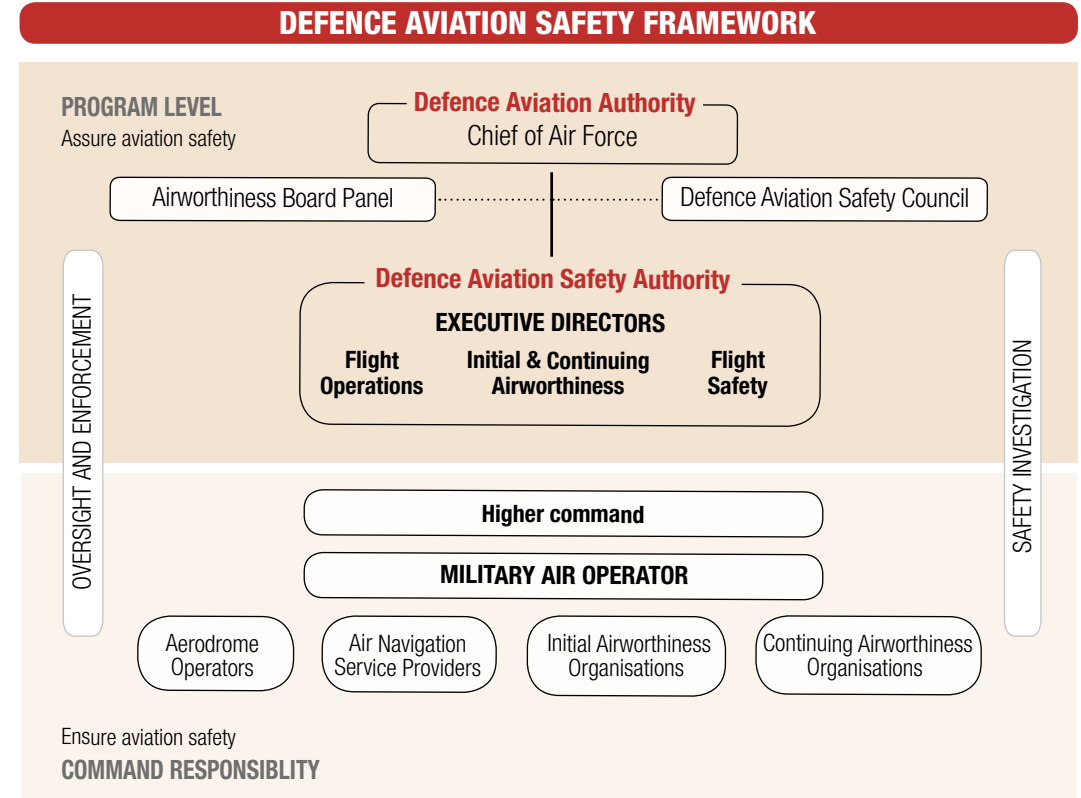 DEFENCE AVIATION SAFETY FRAMEWORK
PROGRAM LEVEL
Assure aviation safety
Defence Aviation Authority
Chief of Air Force
Airworthiness Board Panel
Defence Aviation Safety Council
Defence Aviation Safety Authority
EXECUTIVE DIRECTORS
Flight
Operations
Initial & Continuing
Airworthiness
Flight
Safety
OVERSIGHT AND ENFORCEMENT
SAFETY INVESTIGATION
Higher command
MILITARY AIR OPERATOR
Aerodrome
Operators
Air Navigation
Service Providers
Initial Airworthiness
Organisations
Continuing Airworthiness
Organisations
Ensure aviation safety
COMMAND RESPONSIBLITY